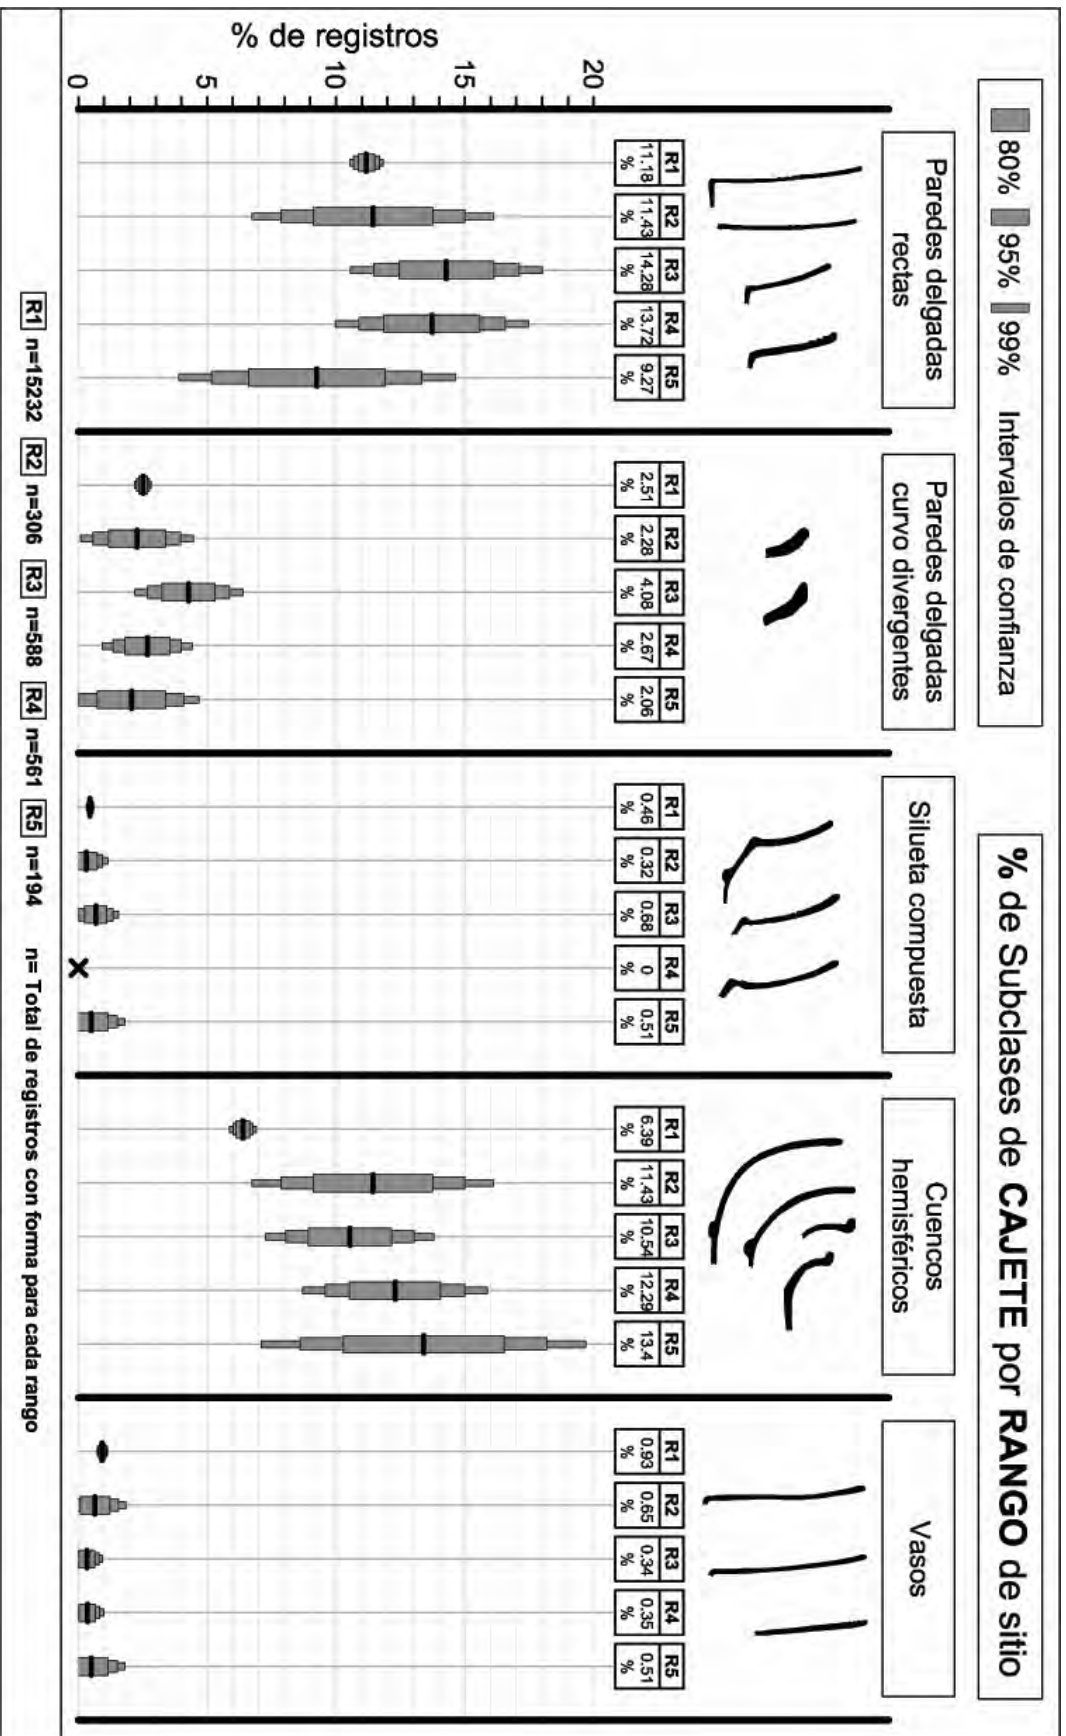 80% 95% 99% Intervalos de confianza
% de Subclases de CAJETE por RANGO de sitio
Paredes delgadas
rectas
Paredes delgadas
curvo divergentes
Silueta compuesta
Cuencos
hemisféricos
Vasos
R1 R2 R3 R4 R5
11.18 11.43 14.28 13.72 9.27
% % % % %
R1 R2 R3 R4 R5
2.51 2.28 4.08 2.67 2.06
% % % % %
R1 R2 R3 R4 R5
0.46 0.32 0.68 0 0.51
% % % % %
R1 R2 R3 R4 R5
6.39 11.43 10.54 12.29 13.4
% % % % %
R1 R2 R3 R4 R5
0.93 0.65 0.34 0.35 0.51
% % % % %
% de registros
20
15
10
5
0
R1 n=15232 R2 n=306 R3 n=588 R4 n=561 R5 n=194 n= Total de registros con forma para cada rango